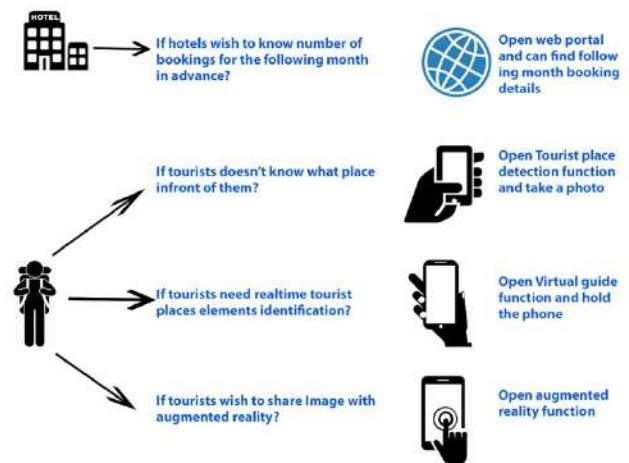 HOTEL
If hotels wish to know number of
bookings for the following month
in advance?
Open web portal
and can find follow
ing month booking
details
If tourists doesn't know what place
infront of them?
Open Tourist place
detection function
and take a photo
If tourists need realtime tourist
places elements identification?
Open Virtual guide
function and hold
the phone
If tourists wish to share Image with
augmented reality?
Open augmented
reality function